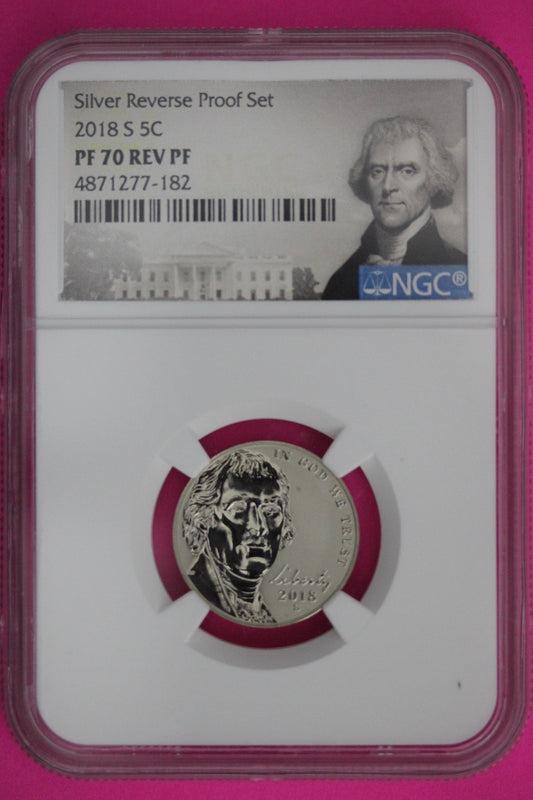 Silver Reverse Proof Set
2018 S 5C
PF 70 REV PF
4871277-182
NGC®
IN GOD WE TRUST
Liberty
2018
S